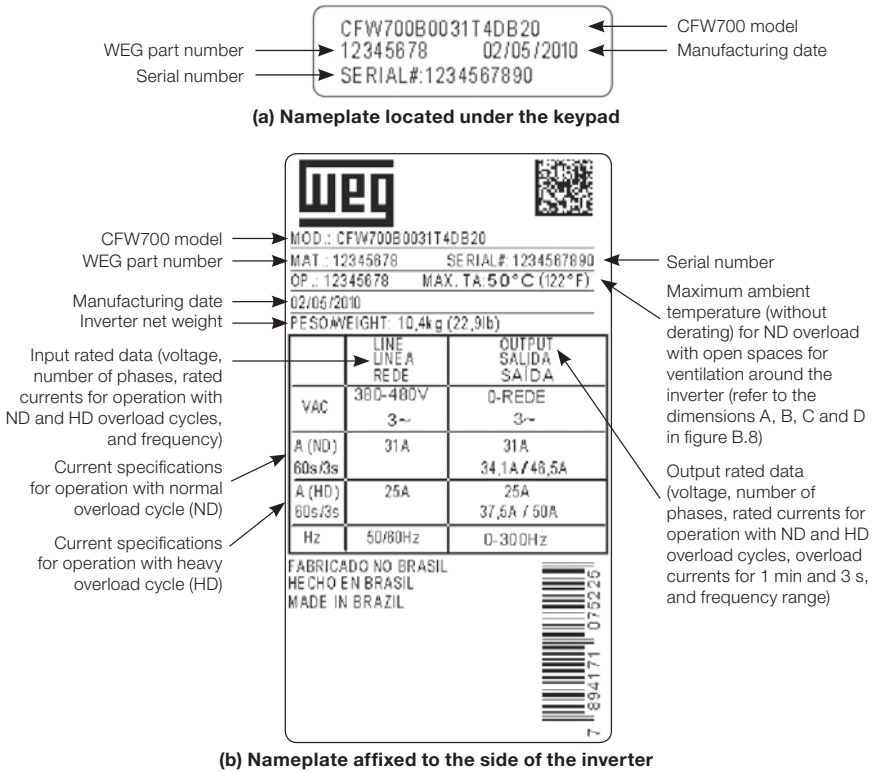 CFW700B0031T4DB20
CFW700 model
WEG part number
12345678 02/05/2010
Manufacturing date
Serial number
SERIAL#:1234567890
(a) Nameplate located under the keypad
weg
CFW700 model
MOD.: CFW700B0031T4DB20
WEG part number
MAT.: 12345678 SERIAL#: 1234567890
Serial number
OP.: 12345678 MAX. TA:50°C (122°F)
Maximum ambient
temperature (without
derating) for ND overload
with open spaces for
ventilation around the
inverter (refer to the
dimensions A, B, C and D
in figure B.8)
Manufacturing date
02/05/2010
Inverter net weight
PESO/WEIGHT: 10,4kg (22,9lb)
Input rated data (voltage,
number of phases, rated
currents for operation with
ND and HD overload cycles,
and frequency)
LINE
LINEA
REDE
OUTPUT
SALIDA
SAÍDA
VAC
380-480V
3~
0-REDE
3~
Current specifications
for operation with normal
overload cycle (ND)
A (ND)
60s/3s
31A
31A
34,1A / 46,5A
Output rated data
(voltage, number of
phases, rated currents for
operation with ND and HD
overload cycles, overload
currents for 1 min and 3 s,
and frequency range)
Current specifications
for operation with heavy
overload cycle (HD)
A (HD)
60s/3s
25A
25A
37,5A / 50A
Hz
50/60Hz
0-300Hz
FABRICADO NO BRASIL
HECHO EN BRASIL
MADE IN BRAZIL
7 894171 075225
(b) Nameplate affixed to the side of the inverter